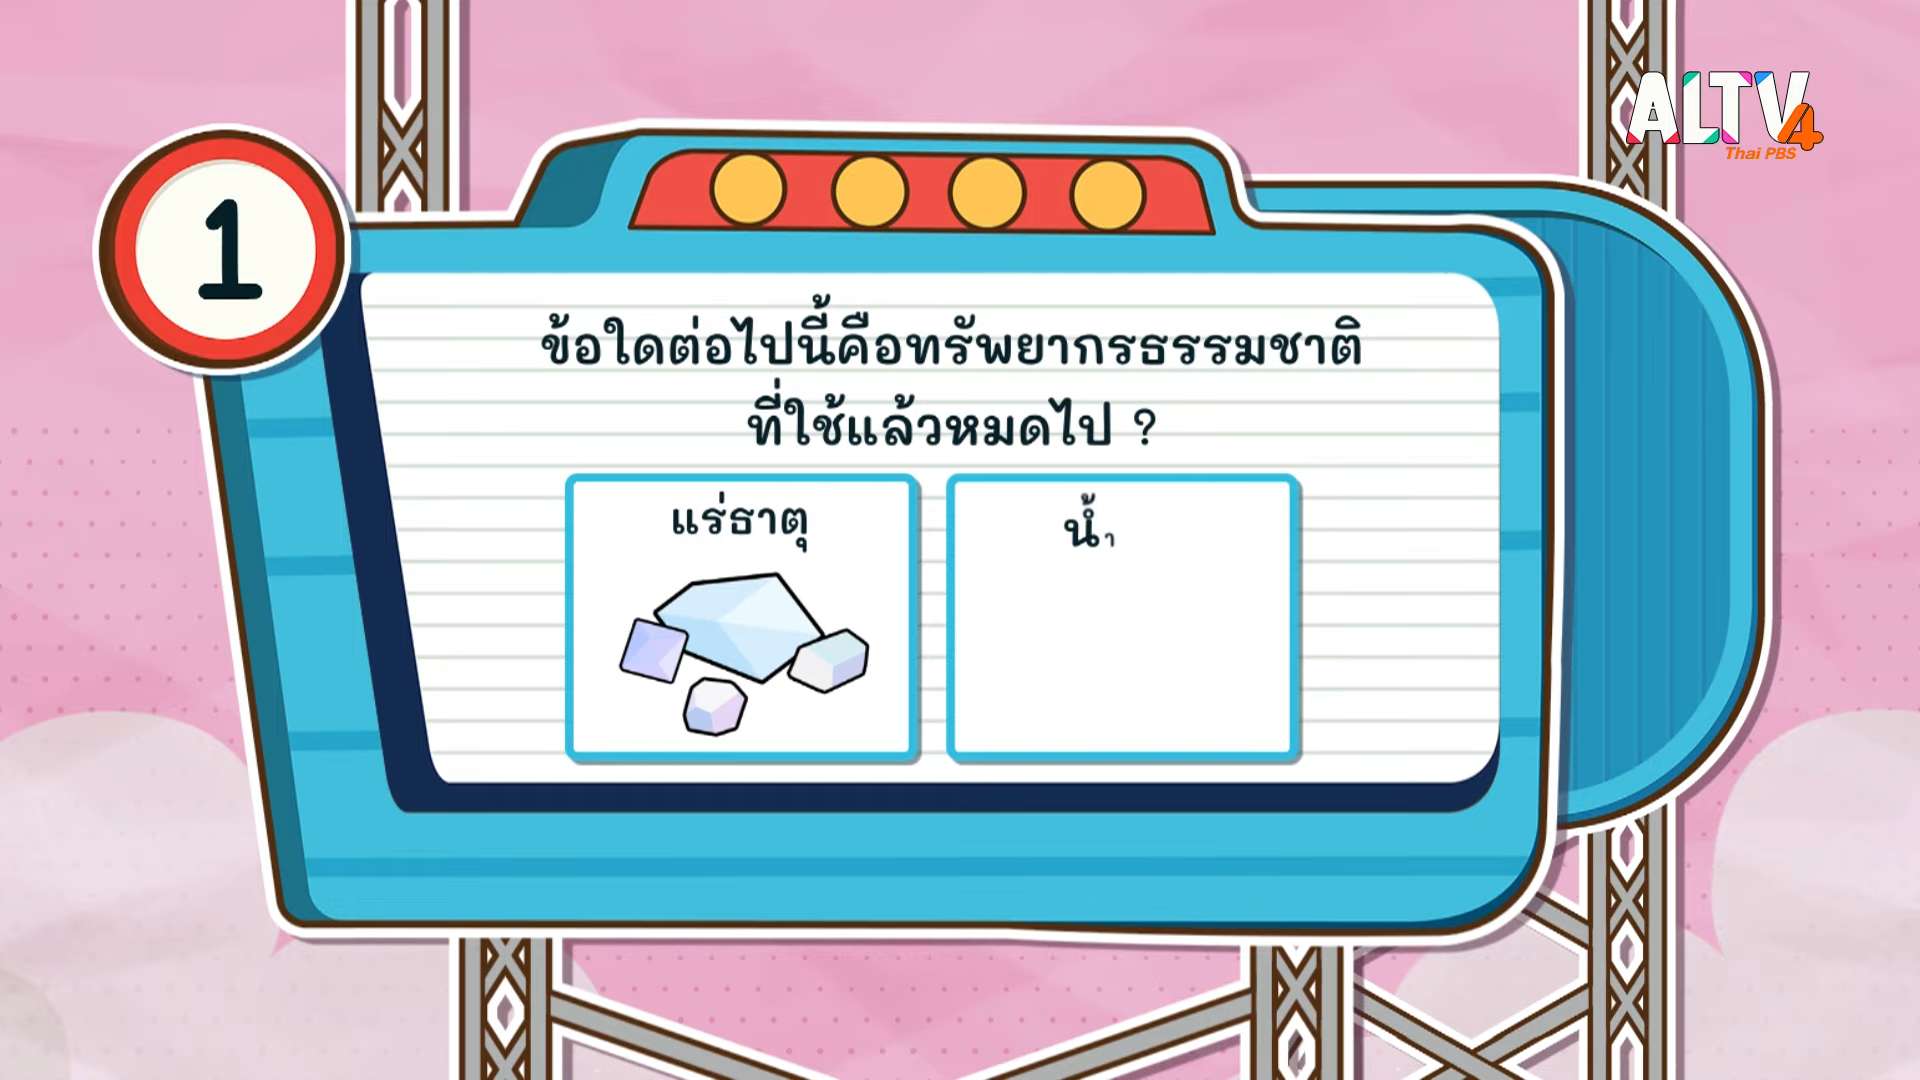 ALTV4
Thai PBS
1
ข้อใดต่อไปนี้คือทรัพยากรธรรมชาติ
ที่ใช้แล้วหมดไป ?
แร่ธาตุ
น้ำ